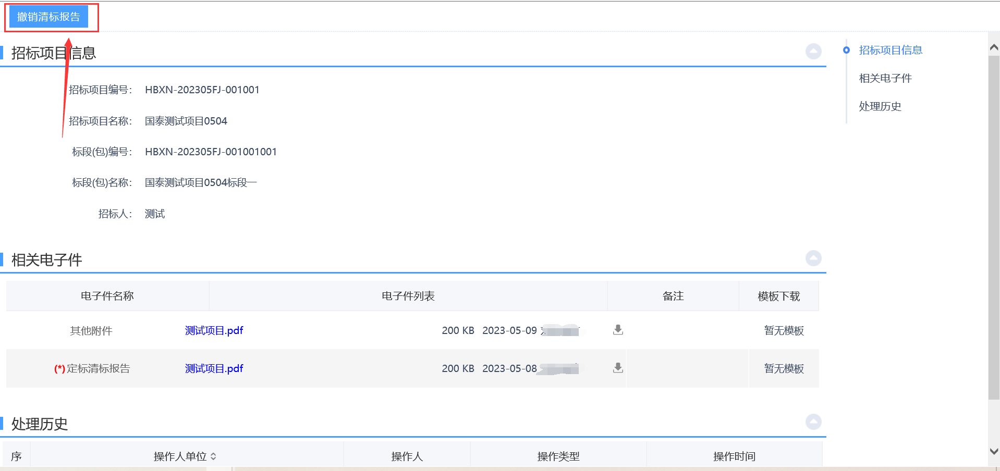 撤销清标报告
招标项目信息
招标项目编号： HBXN-202305FJ-001001
招标项目名称： 国泰测试项目0504
标段(包)编号： HBXN-202305FJ-001001001
标段(包)名称： 国泰测试项目0504标段一
招标人： 测试
招标项目信息
相关电子件
处理历史
相关电子件
电子件名称 电子件列表 备注 模板下载
其他附件 测试项目.pdf 200 KB 2023-05-09 暂无模板
(*)定标清标报告 测试项目.pdf 200 KB 2023-05-08 暂无模板
处理历史
序 操作人单位 操作人 操作类型 操作时间